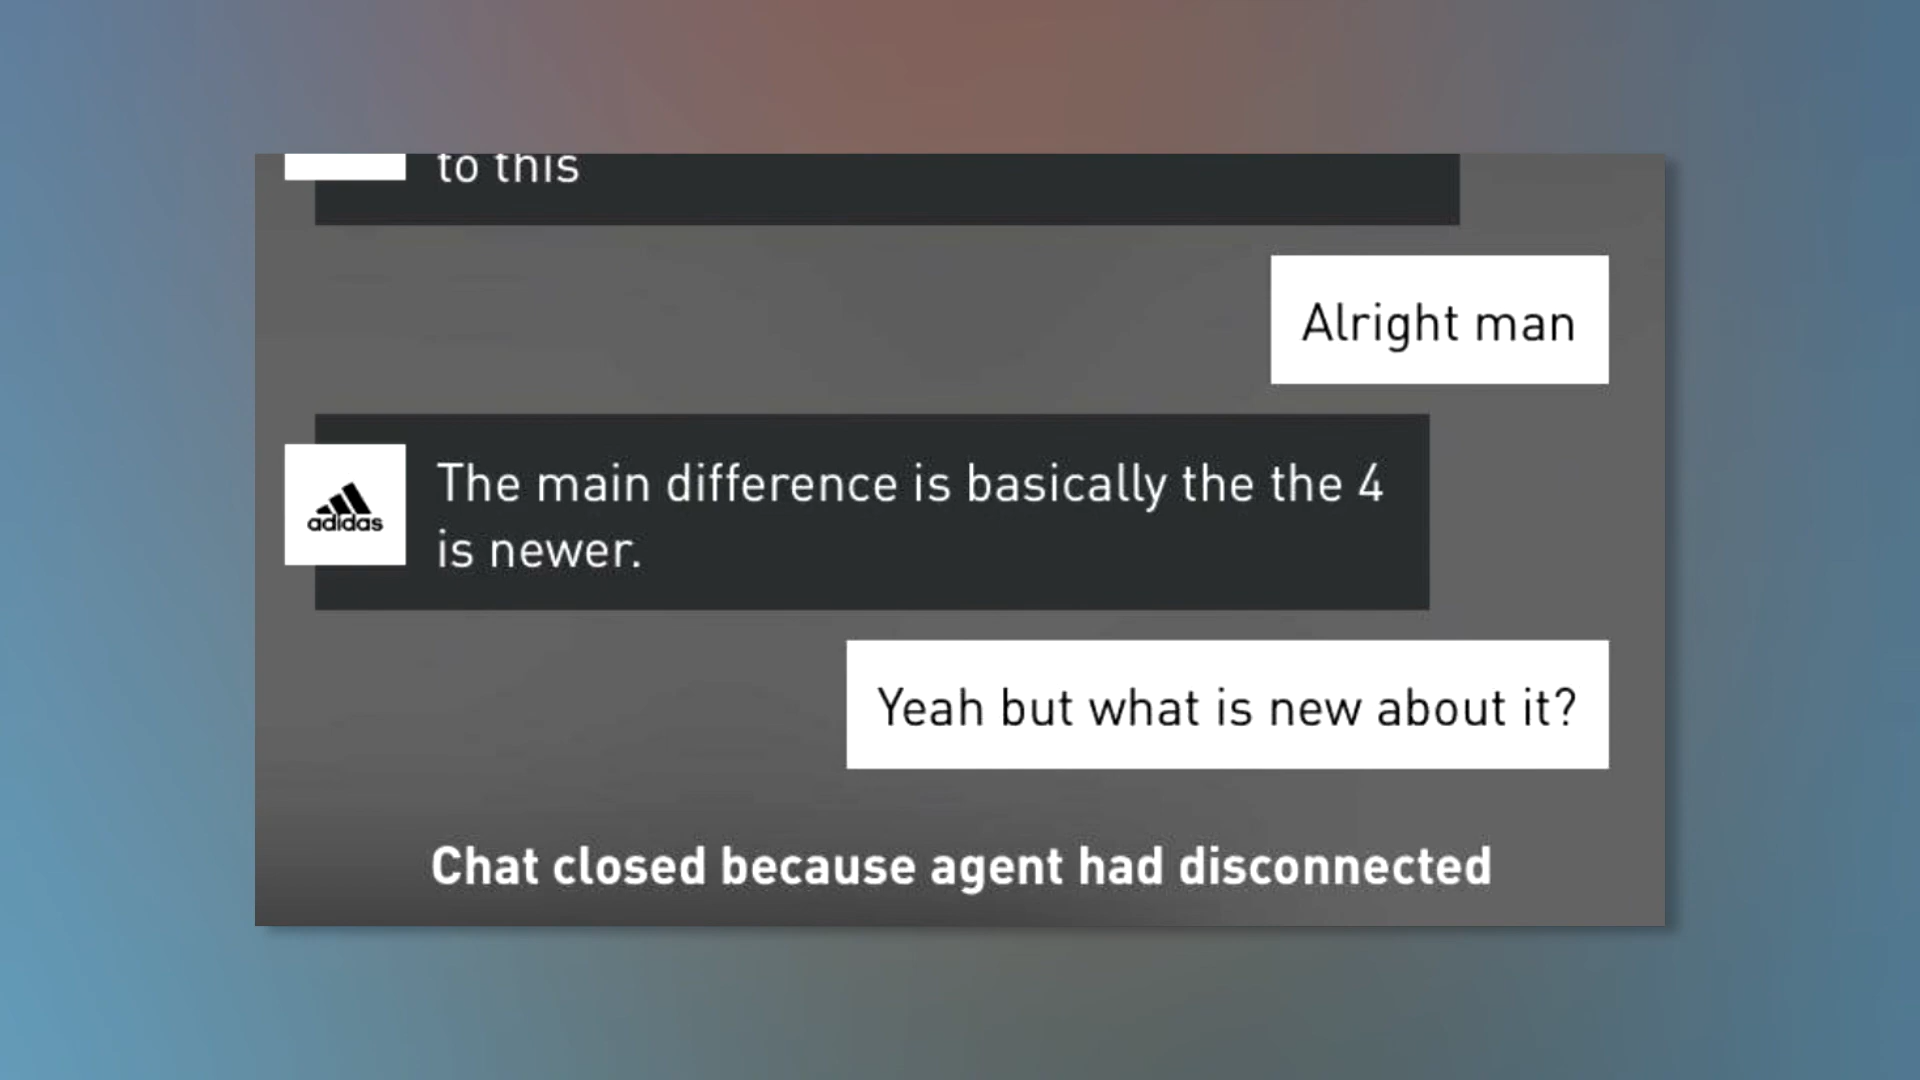 to this
Alright man
adidas
The main difference is basically the the 4
is newer.
Yeah but what is new about it?
Chat closed because agent had disconnected